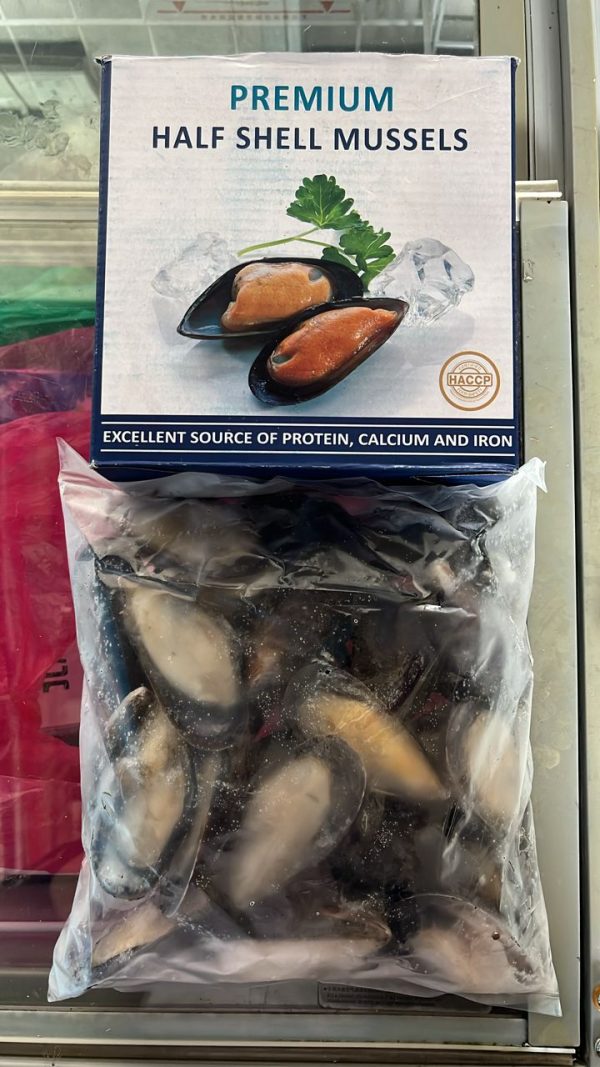 PREMIUM
HALF SHELL MUSSELS
HACCP
EXCELLENT SOURCE OF PROTEIN, CALCIUM AND IRON